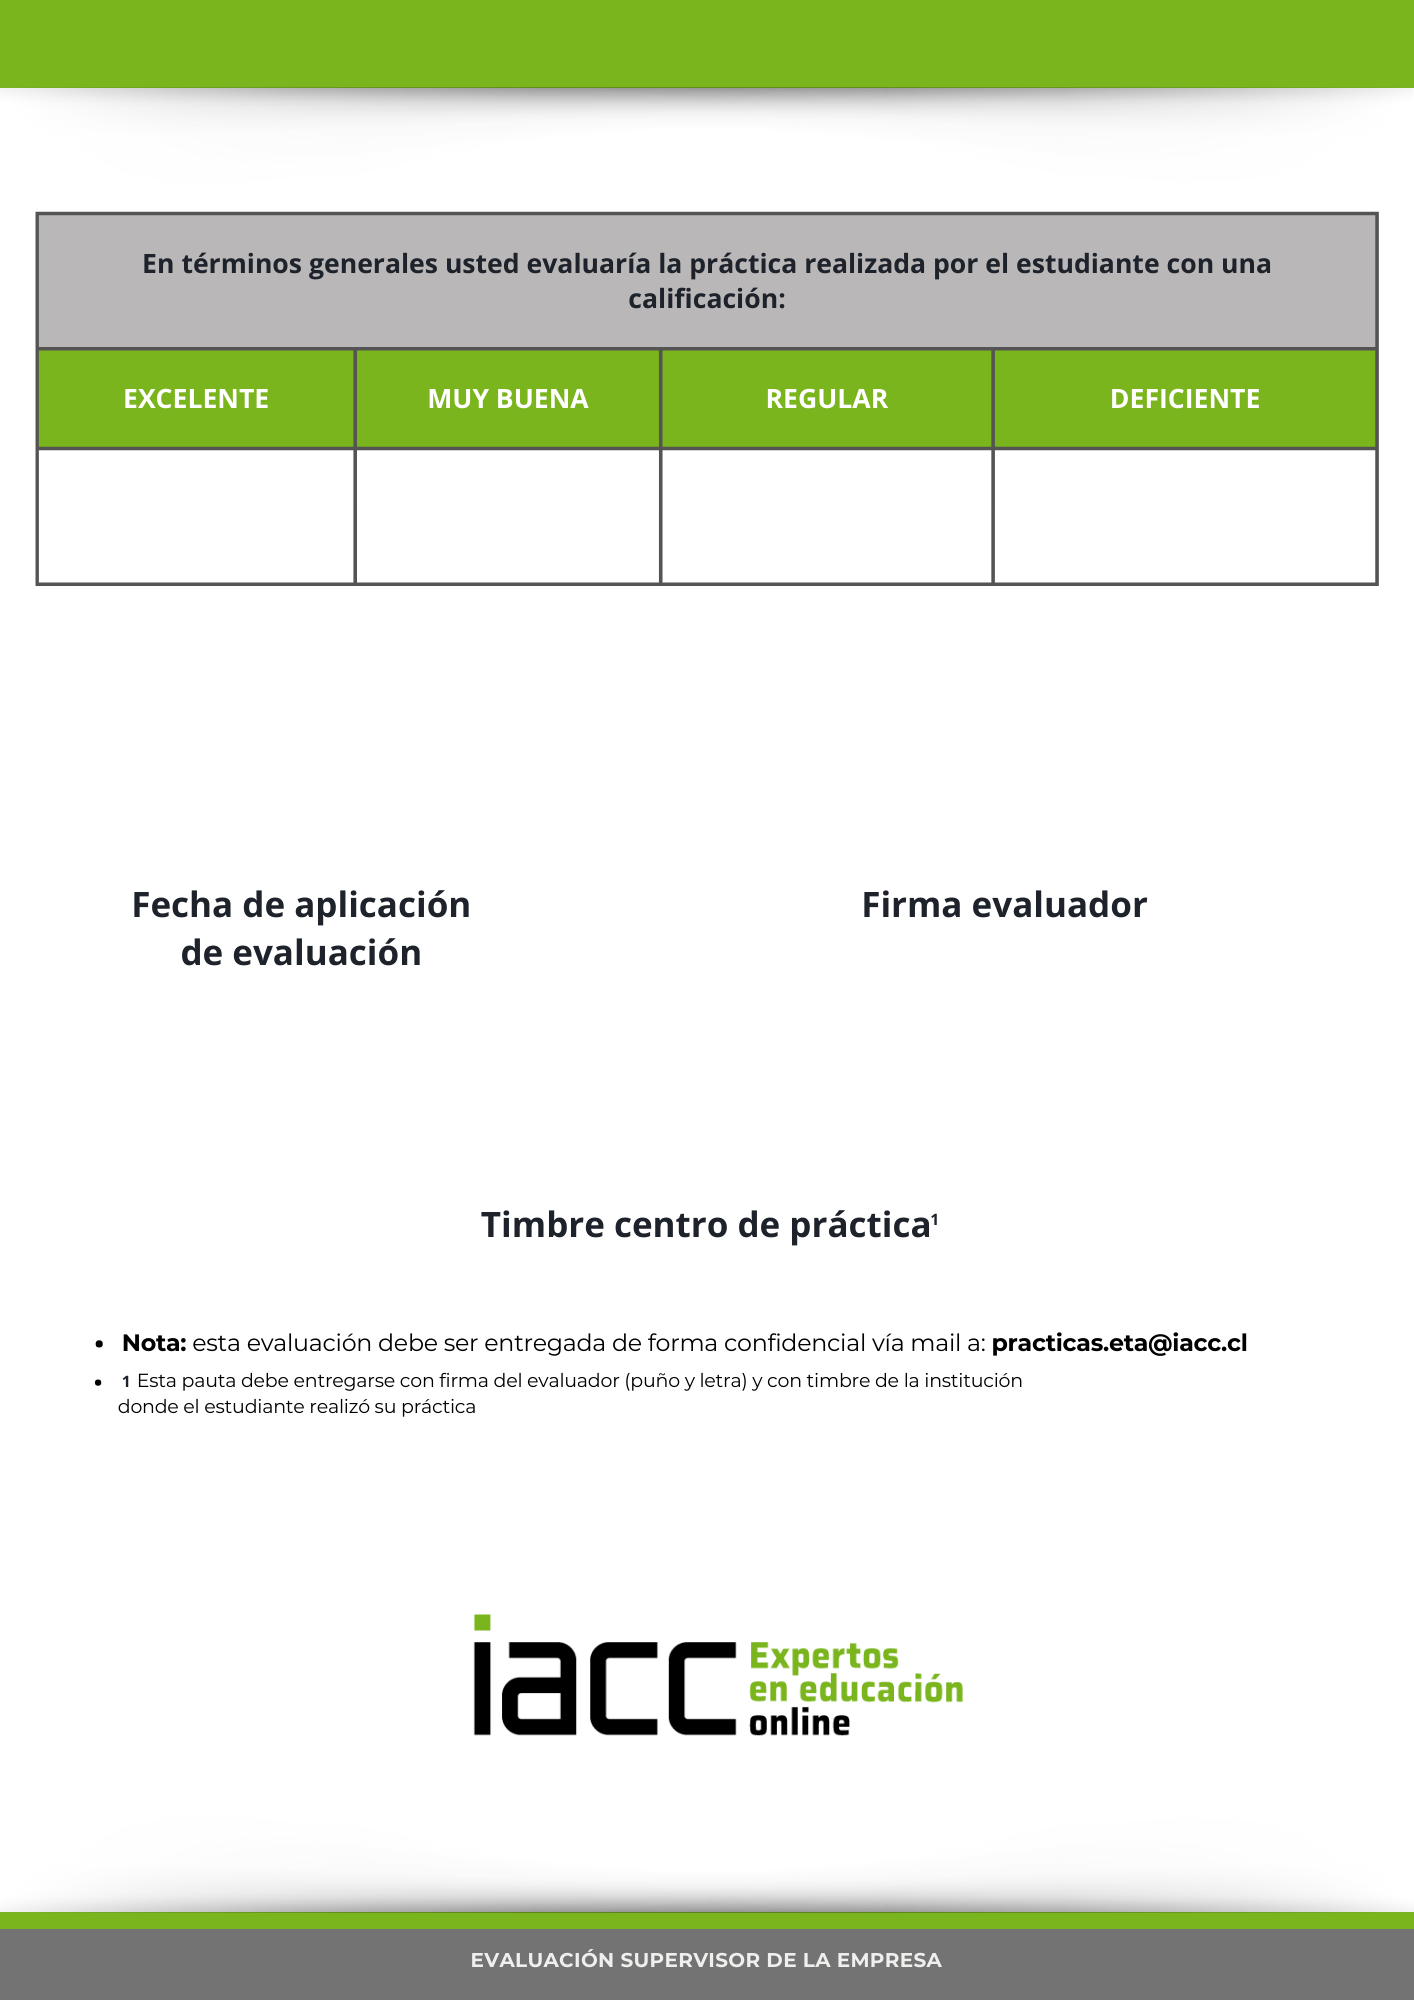 En términos generales usted evaluaría la práctica realizada por el estudiante con una
calificación:
EXCELENTE
MUY BUENA
REGULAR
DEFICIENTE
Fecha de aplicación
de evaluación
Firma evaluador
Timbre centro de práctica¹
• Nota: esta evaluación debe ser entregada de forma confidencial vía mail a: practicas.eta@iacc.cl
• 1 Esta pauta debe entregarse con firma del evaluador (puño y letra) y con timbre de la institución
donde el estudiante realizó su práctica
iacc
Expertos
en educación
online
EVALUACIÓN SUPERVISOR DE LA EMPRESA